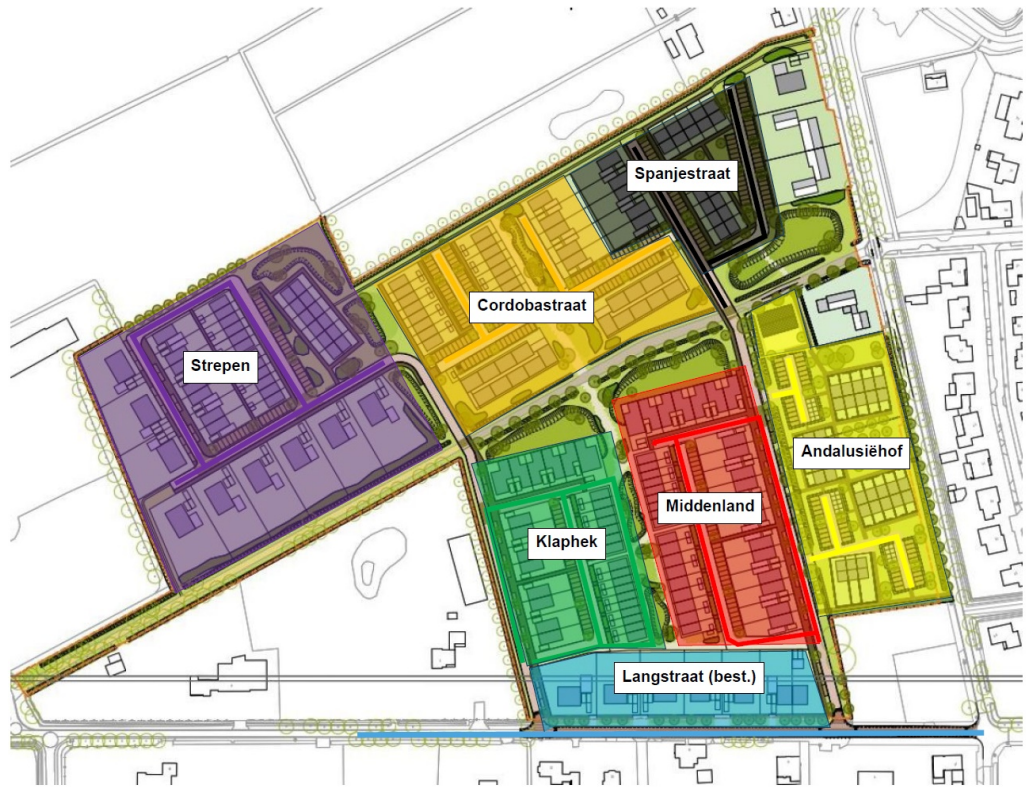 Spanjestraat
Cordobastraat
Strepen
Andalusiëhof
Middenland
Klaphek
Langstraat (best.)